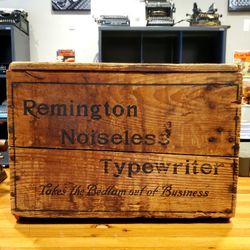 Remington
Noiseless
Typewriter
Takes the Bedlam out of Business